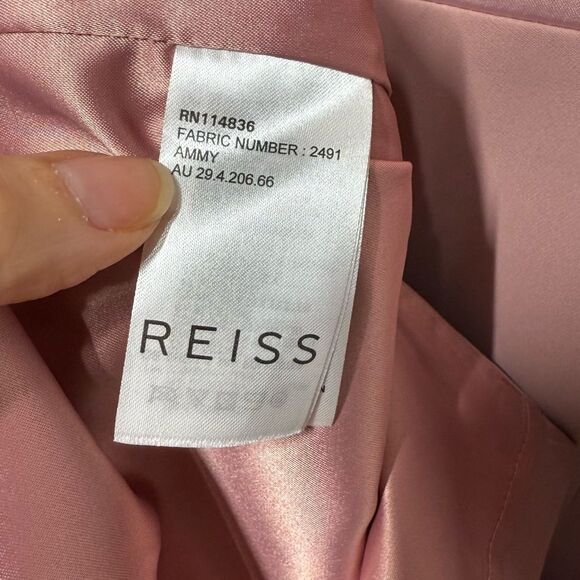 RN114836
FABRIC NUMBER : 2491
AMMY
AU 29.4.206.66
REISS